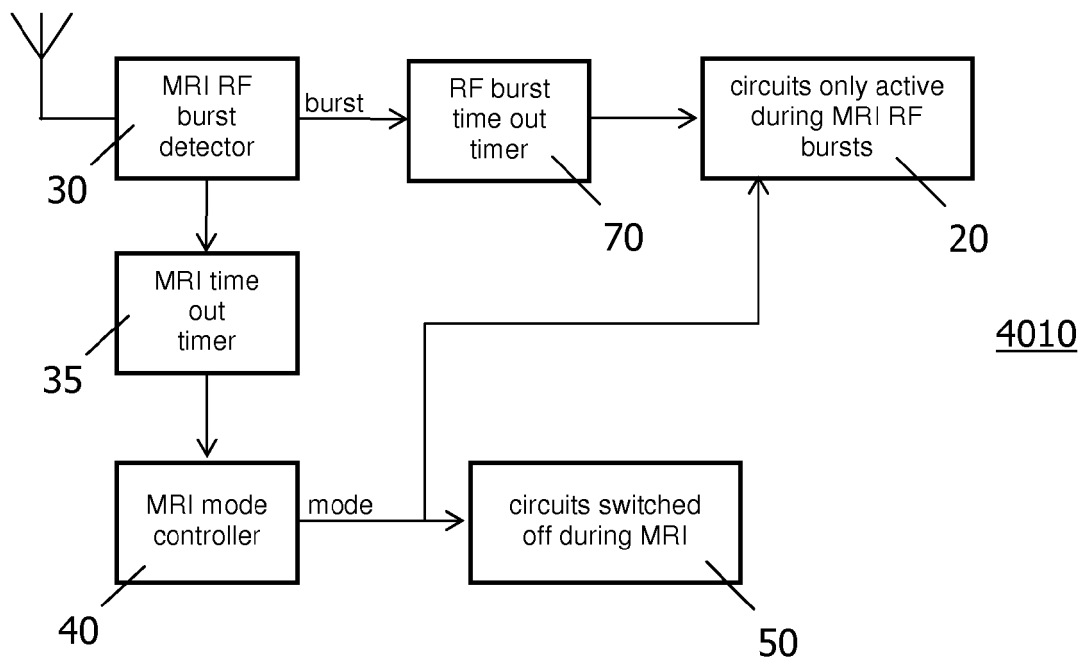 MRI RF
burst
detector
burst
RF burst
time out
timer
circuits only active
during MRI RF
bursts
30
70
20
MRI time
out
timer
4010
35
MRI mode
controller
mode
circuits switched
off during MRI
40
50